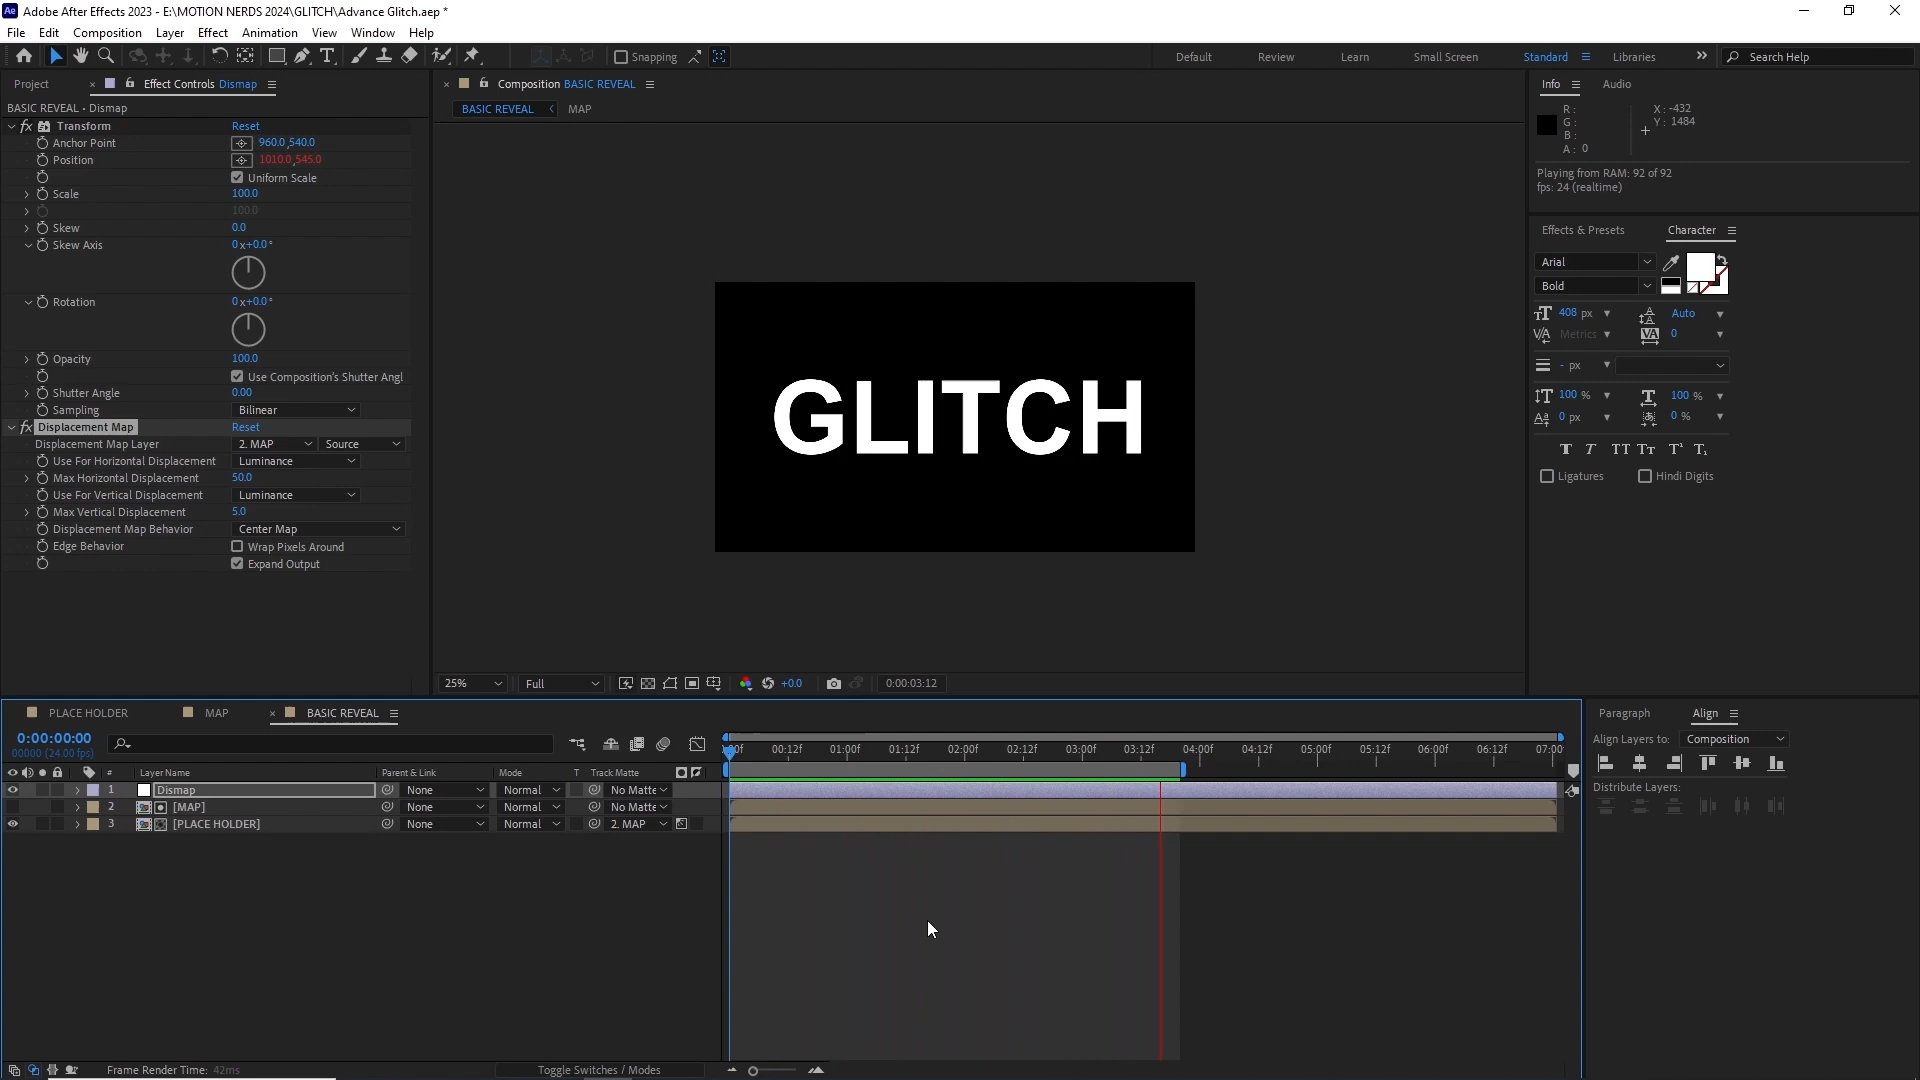 Adobe After Effects 2023 - E:\MOTION NERDS 2024\GLITCH\Advance Glitch.aep *
File Edit Composition Layer Effect Animation View Window Help
Snapping Default Review Learn Small Screen Standard Libraries Search Help
Project Effect Controls Dismap
BASIC REVEAL • Dismap
fx Transform Reset
Anchor Point 960.0,540.0
Position 1010.0,545.0
Uniform Scale
Scale 100.0
100.0
Skew 0.0
Skew Axis 0x+0.0°
Rotation 0x+0.0°
Opacity 100.0
Use Composition's Shutter Angl
Shutter Angle 0.00
Sampling Bilinear
fx Displacement Map Reset
Displacement Map Layer 2. MAP Source
Use For Horizontal Displacement Luminance
Max Horizontal Displacement 50.0
Use For Vertical Displacement Luminance
Max Vertical Displacement 5.0
Displacement Map Behavior Center Map
Edge Behavior Wrap Pixels Around
Expand Output
Composition BASIC REVEAL
BASIC REVEAL MAP
GLITCH
25% Full +0.0 0:00:03:12
Info Audio
R :
G :
B :
A : 0
X : -432
Y : 1484
Playing from RAM: 92 of 92
fps: 24 (realtime)
Effects & Presets Character
Arial
Bold
408 px Auto
Metrics 0
- px
100 % 100 %
0 px 0 %
Ligatures Hindi Digits
PLACE HOLDER MAP BASIC REVEAL
0:00:00:00
00000 (24.00 fps)
00f 00:12f 01:00f 01:12f 02:00f 02:12f 03:00f 03:12f 04:00f 04:12f 05:00f 05:12f 06:00f 06:12f 07:00
# Layer Name Parent & Link Mode T Track Matte
1 Dismap None Normal No Matte
2 [MAP] None Normal No Matte
3 [PLACE HOLDER] None Normal 2. MAP
Frame Render Time: 42ms Toggle Switches / Modes
Paragraph Align
Align Layers to: Composition
Distribute Layers: